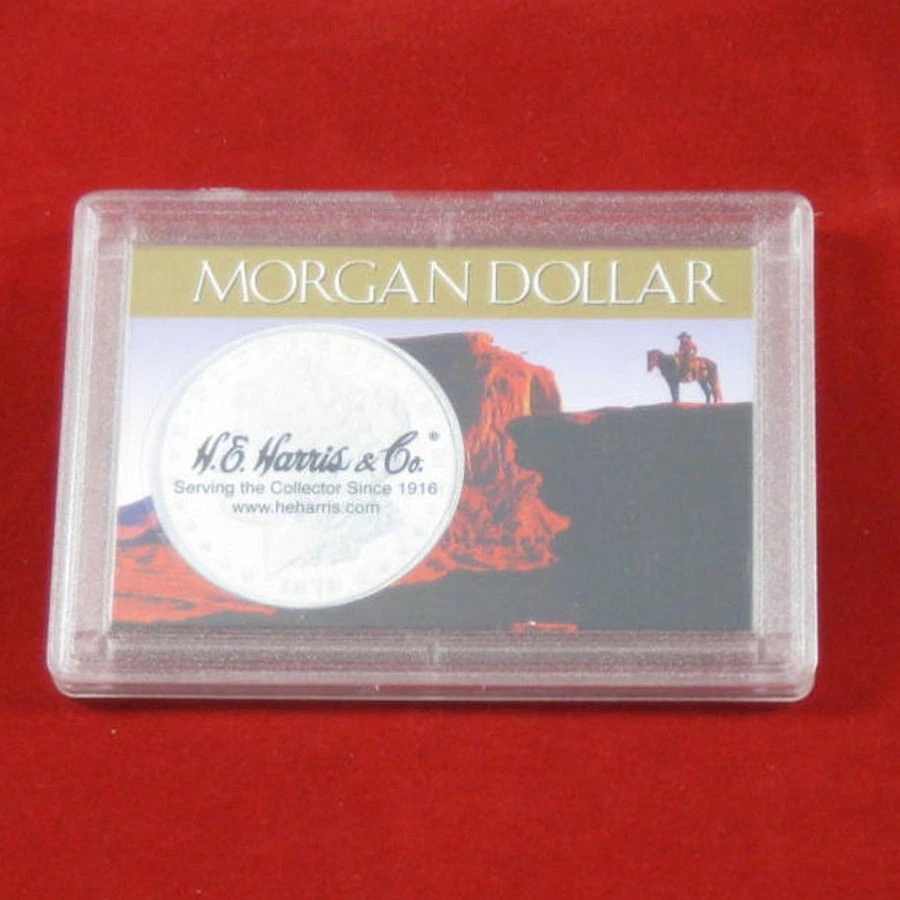 MORGAN DOLLAR
H.E. Harris & Co.®
Serving the Collector Since 1916
www.heharris.com